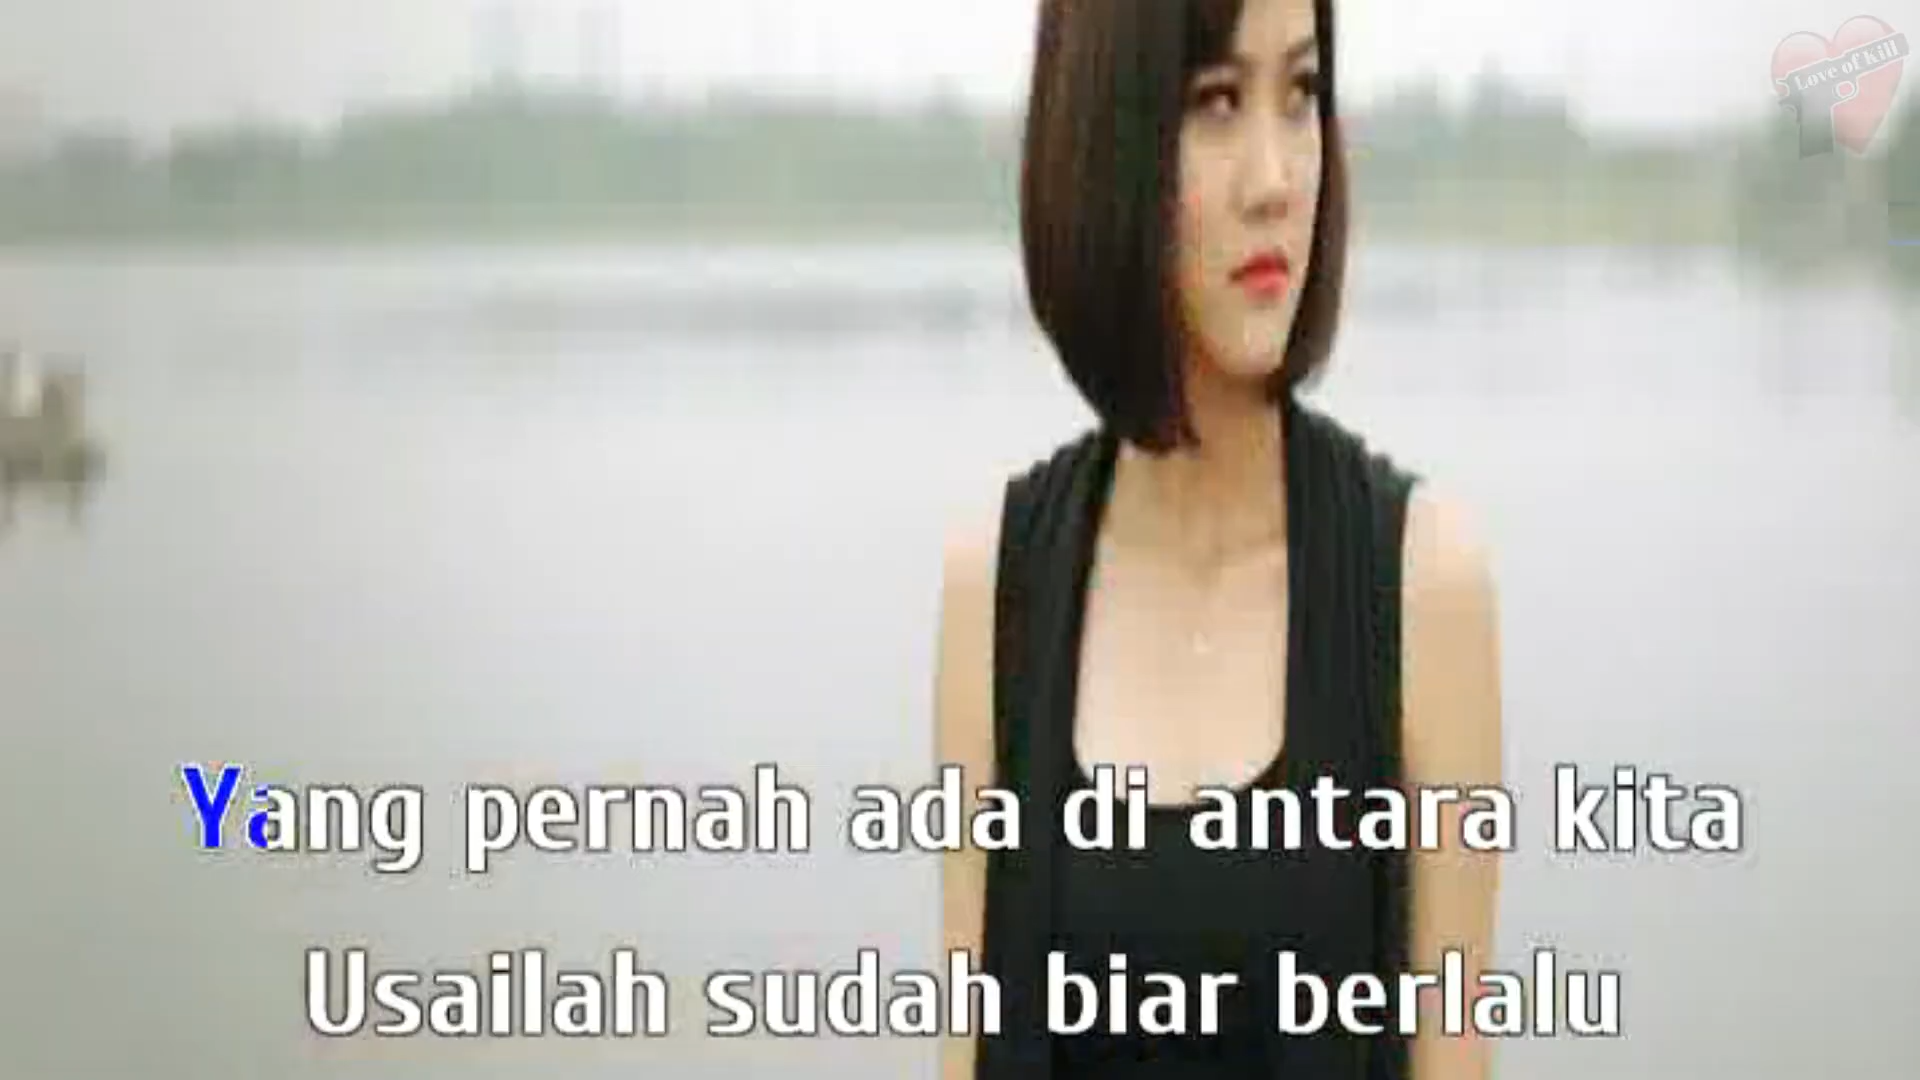 Love of Kill
Yang pernah ada di antara kita
Usailah sudah biar berlalu